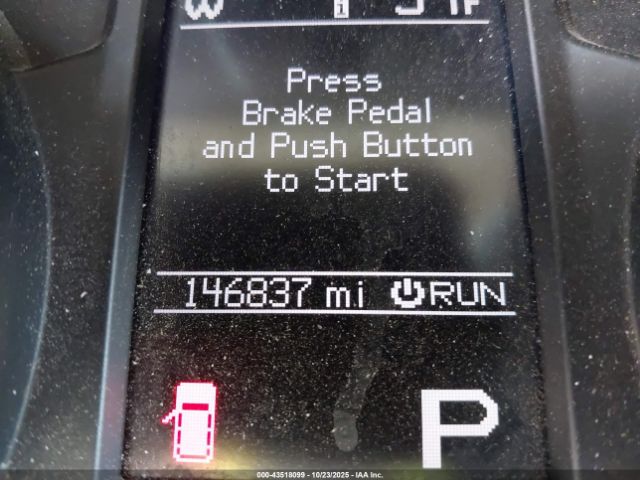 W
Press
Brake Pedal
and Push Button
to Start
146837 mi RUN
P
000-43518099 - 10/23/2025 - IAA Inc.